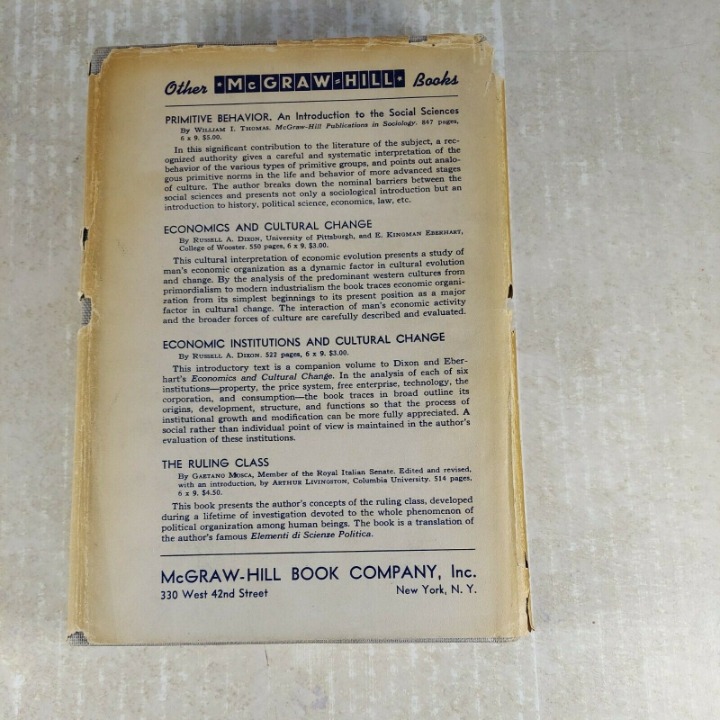 Other •McGRAW-HILL• Books
PRIMITIVE BEHAVIOR. An Introduction to the Social Sciences
By WILLIAM I. THOMAS. McGraw-Hill Publications in Sociology. 847 pages,
6 x 9. $5.00.
In this significant contribution to the literature of the subject, a rec-
ognized authority gives a careful and systematic interpretation of the
behavior of the various types of primitive groups, and points out analo-
gous primitive norms in the life and behavior of more advanced stages
of culture. The author breaks down the nominal barriers between the
social sciences and presents not only a sociological introduction but an
introduction to history, political science, economics, law, etc.
ECONOMICS AND CULTURAL CHANGE
By RUSSELL A. DIXON, University of Pittsburgh, and E. KINGMAN EBERHART,
College of Wooster. 550 pages, 6 x 9. $3.00.
This cultural interpretation of economic evolution presents a study of
man's economic organization as a dynamic factor in cultural evolution
and change. By the analysis of the predominant western cultures from
primordialism to modern industrialism the book traces economic organi-
zation from its simplest beginnings to its present position as a major
factor in cultural change. The interaction of man's economic activity
and the broader forces of culture are carefully described and evaluated.
ECONOMIC INSTITUTIONS AND CULTURAL CHANGE
By RUSSELL A. DIXON. 522 pages, 6 x 9. $3.00.
This introductory text is a companion volume to Dixon and Eber-
hart's Economics and Cultural Change. In the analysis of each of six
institutions—property, the price system, free enterprise, technology, the
corporation, and consumption—the book traces in broad outline its
origins, development, structure, and functions so that the process of
institutional growth and modification can be more fully appreciated. A
social rather than individual point of view is maintained in the author's
evaluation of these institutions.
THE RULING CLASS
By GAETANO MOSCA, Member of the Royal Italian Senate. Edited and revised,
with an introduction, by ARTHUR LIVINGSTON, Columbia University. 514 pages,
6 x 9. $4.50.
This book presents the author's concepts of the ruling class, developed
during a lifetime of investigation devoted to the whole phenomenon of
political organization among human beings. The book is a translation of
the author's famous Elementi di Scienze Politica.
McGRAW-HILL BOOK COMPANY, Inc.
330 West 42nd Street New York, N. Y.